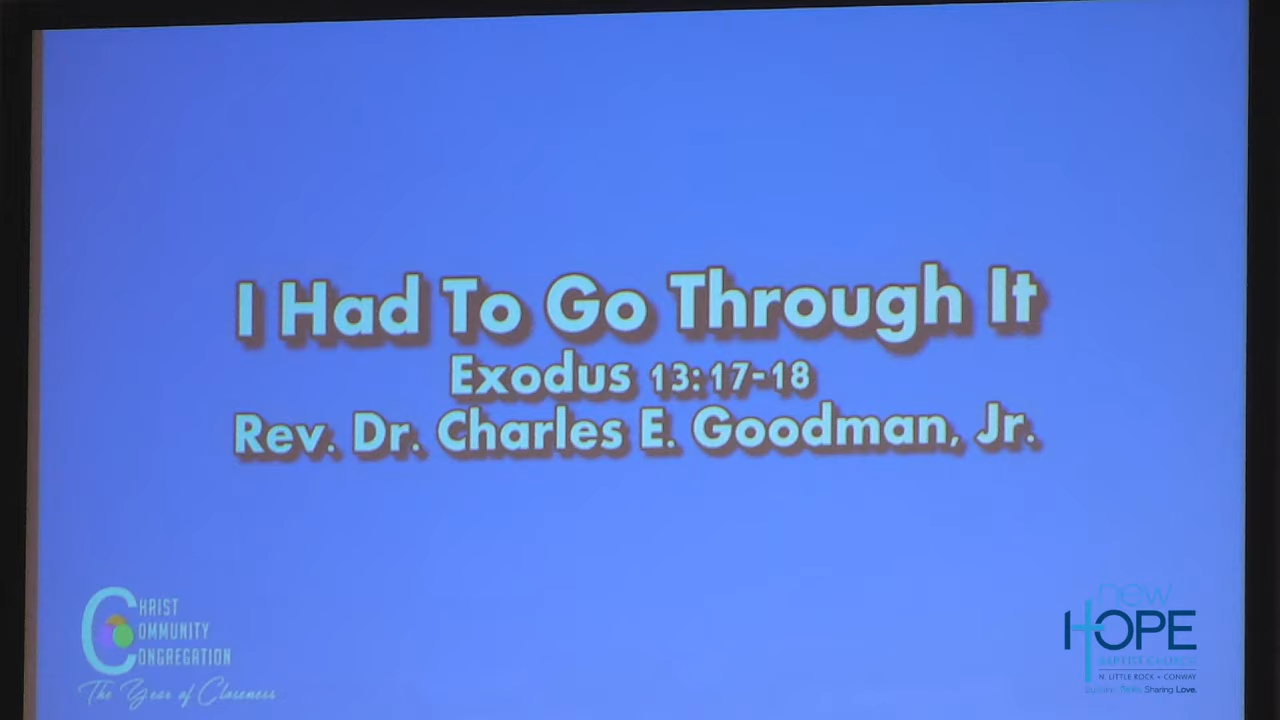 I Had To Go Through It
Exodus 13:17-18
Rev. Dr. Charles E. Goodman, Jr.
CHRIST
COMMUNITY
CONGREGATION
The Year of Closeness
new
HOPE
BAPTIST CHURCH
N. LITTLE ROCK + CONWAY
Sharing Love.